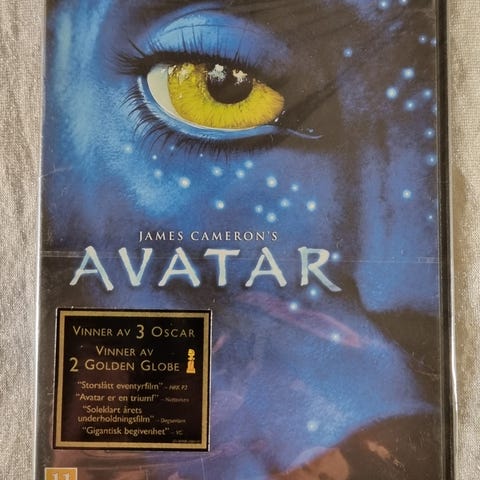 JAMES CAMERON'S
AVATAR
VINNER AV 3 OSCAR
VINNER AV
2 GOLDEN GLOBE
"Storslått eventyrfilm" – NRK P3
"Avatar er en triumf" – Nettavisen
"Soleklart årets
underholdningsfilm" – Dagsavisen
"Gigantisk begivenhet" – VG
11